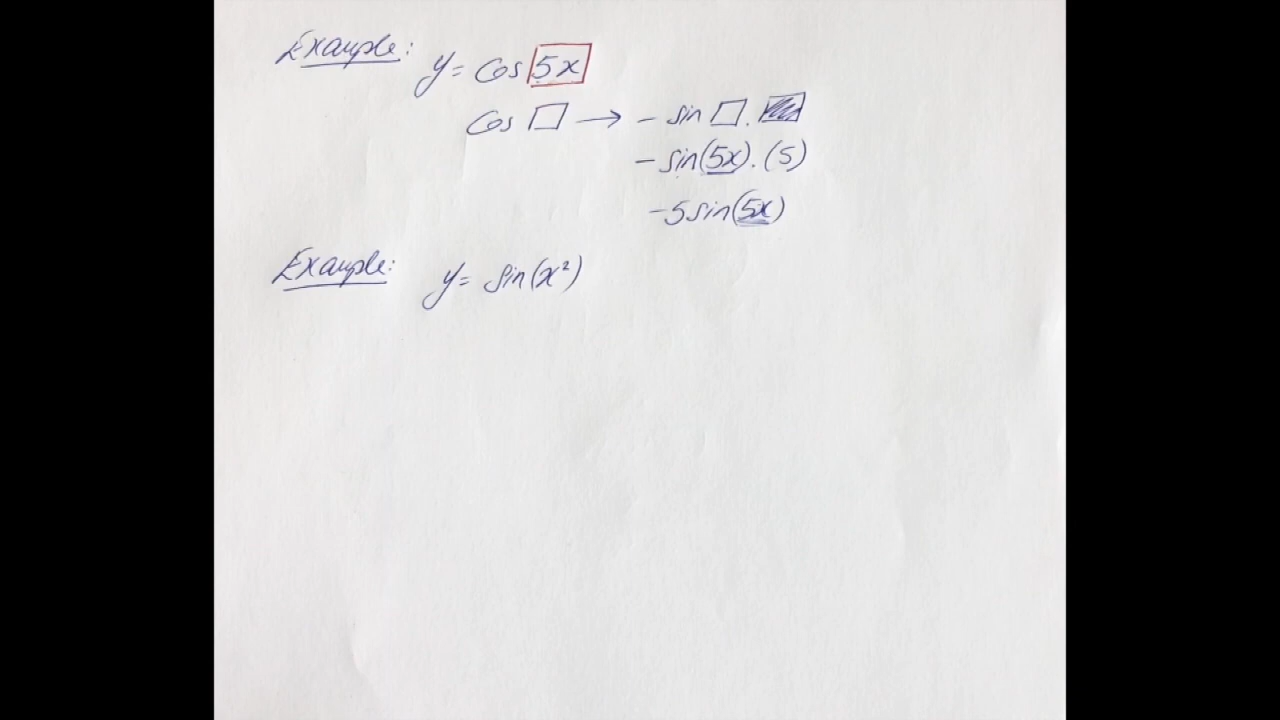 Example: y = cos 5x
cos □ → - sin □ . ■
- sin(5x) . (5)
-5 sin(5x)
Example: y = sin(x²)